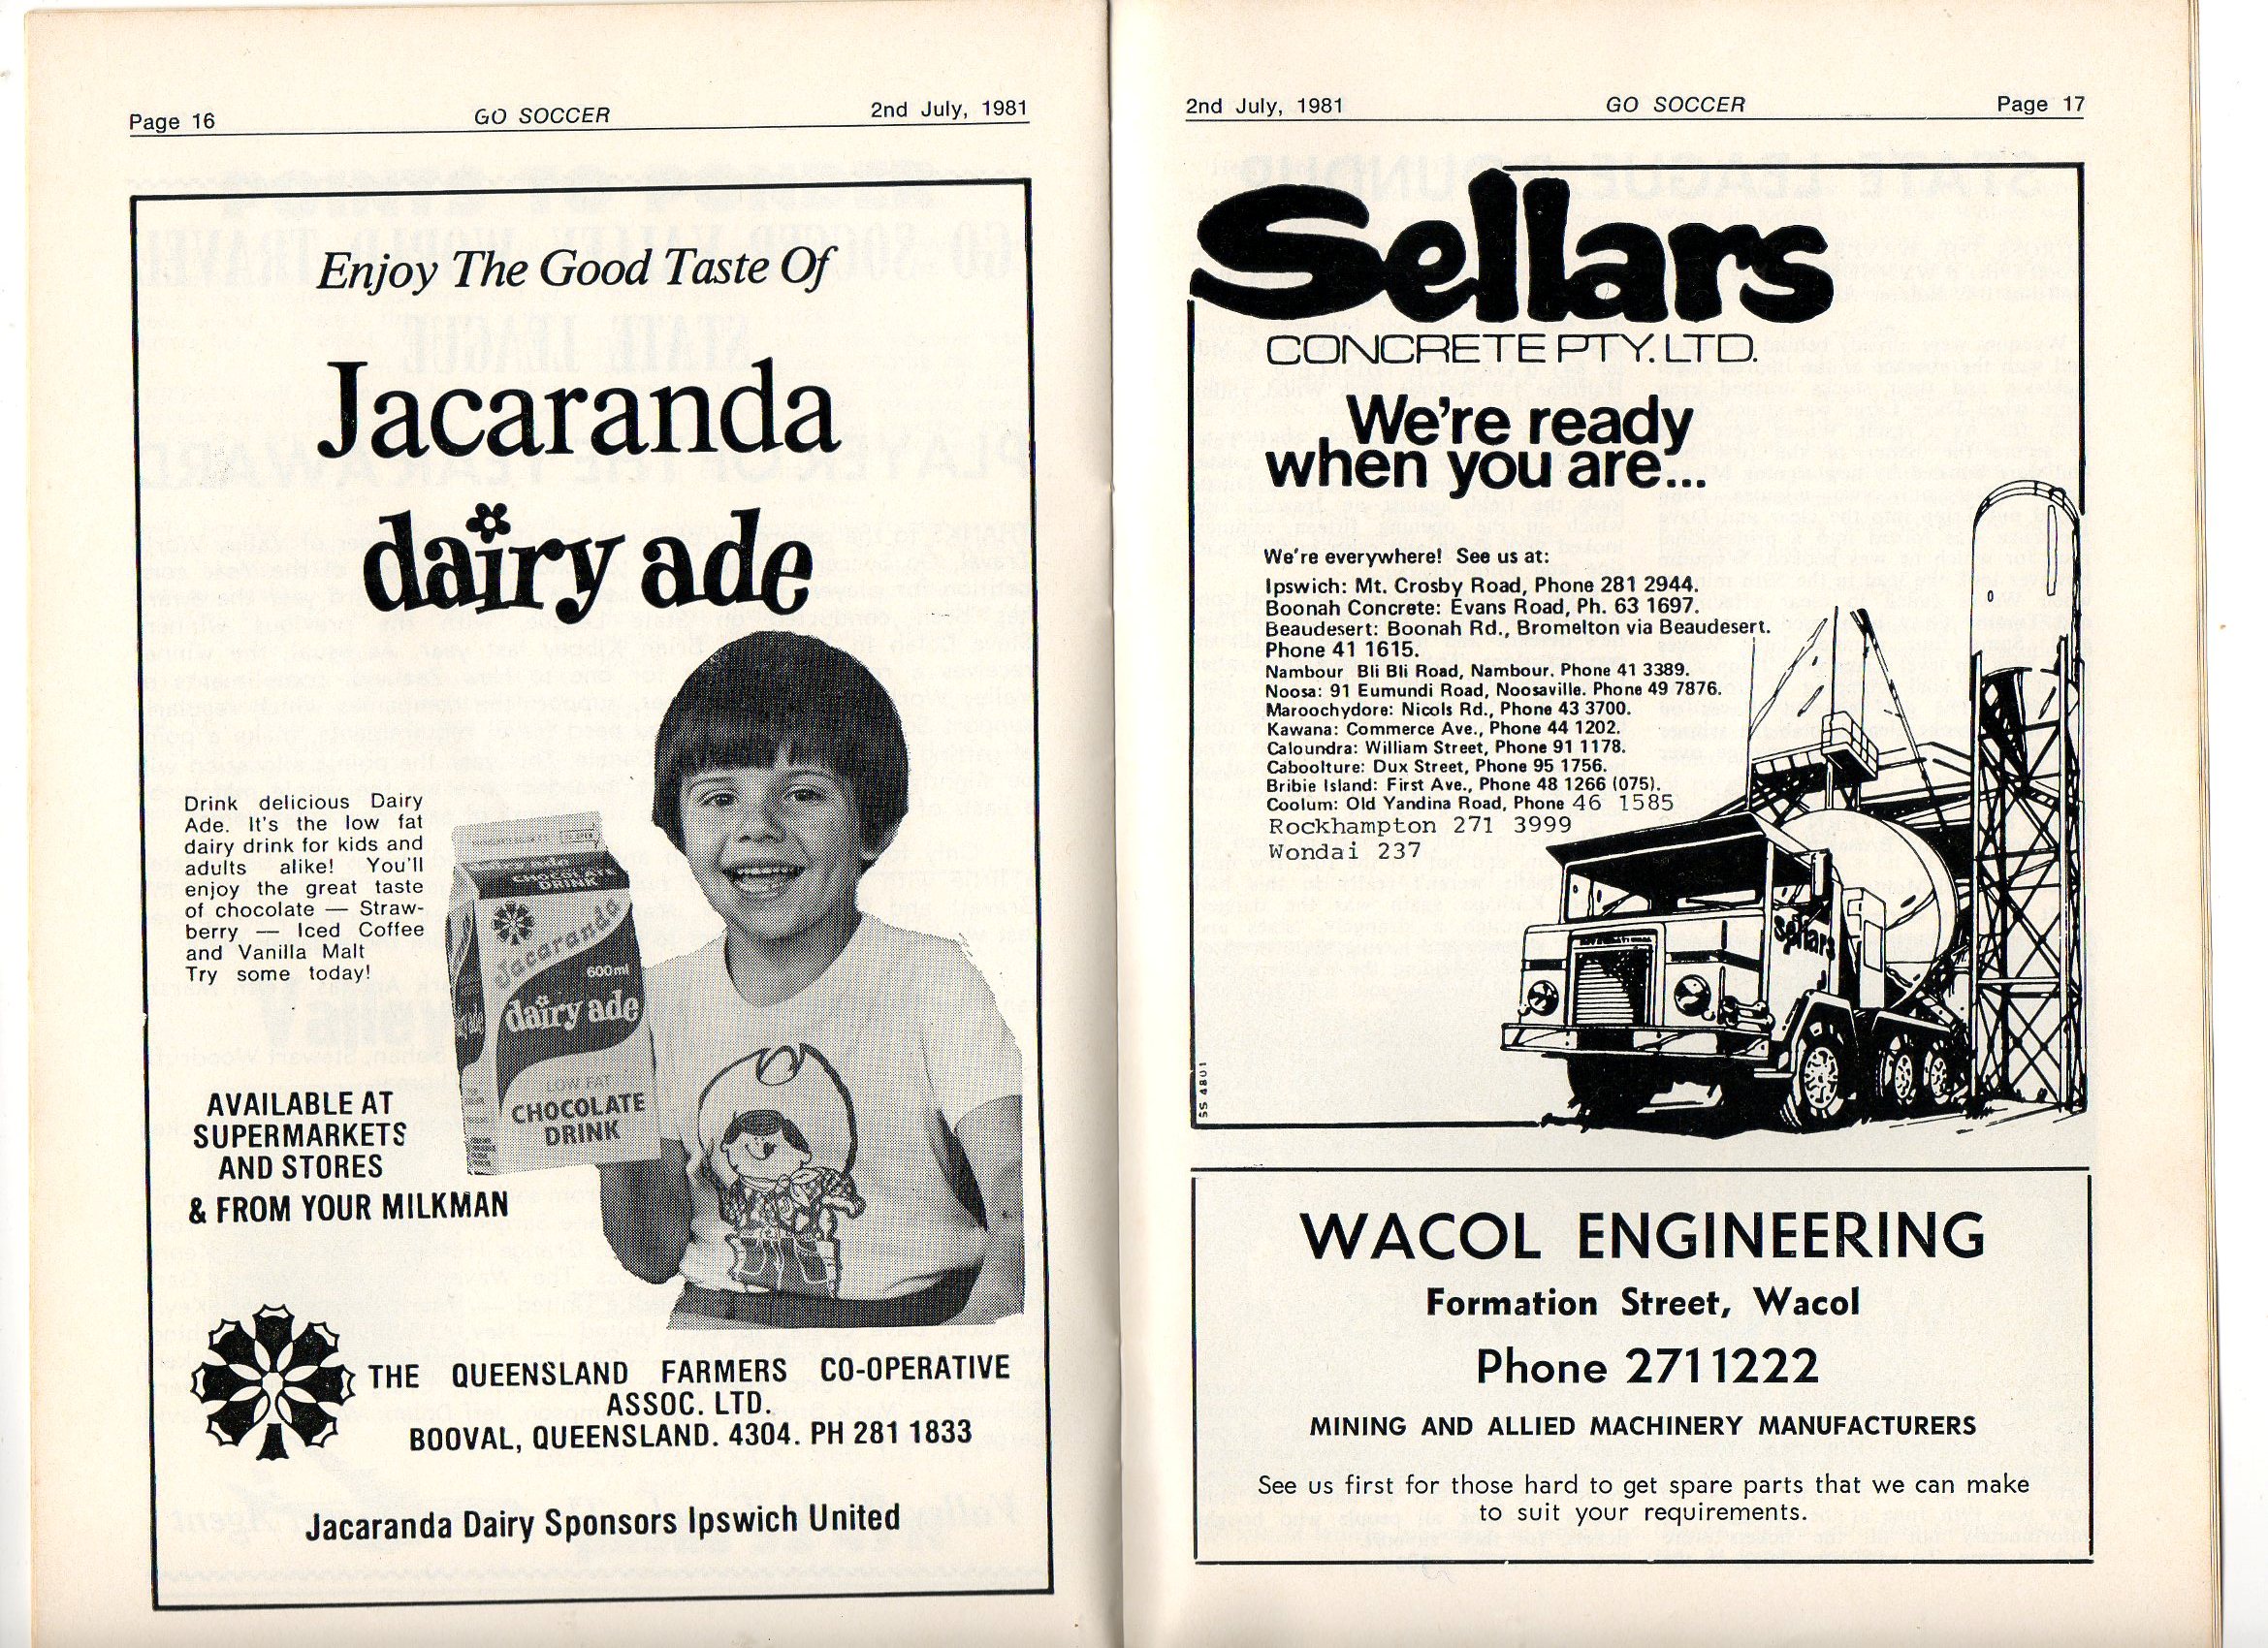 Page 16 GO SOCCER 2nd July, 1981
Enjoy The Good Taste Of
Jacaranda
dairy ade
Drink delicious Dairy
Ade. It's the low fat
dairy drink for kids and
adults alike! You'll
enjoy the great taste
of chocolate — Straw-
berry — Iced Coffee
and Vanilla Malt
Try some today!
CHOCOLATE
DRINK
Jacaranda
600ml
dairy ade
LOW FAT
CHOCOLATE
DRINK
AVAILABLE AT
SUPERMARKETS
AND STORES
& FROM YOUR MILKMAN
THE QUEENSLAND FARMERS CO-OPERATIVE
ASSOC. LTD.
BOOVAL, QUEENSLAND. 4304. PH 281 1833
Jacaranda Dairy Sponsors Ipswich United
2nd July, 1981 GO SOCCER Page 17
Sellars
CONCRETE PTY. LTD.
We're ready
when you are...
We're everywhere! See us at:
Ipswich: Mt. Crosby Road, Phone 281 2944.
Boonah Concrete: Evans Road, Ph. 63 1697.
Beaudesert: Boonah Rd., Bromelton via Beaudesert.
Phone 41 1615.
Nambour Bli Bli Road, Nambour. Phone 41 3389.
Noosa: 91 Eumundi Road, Noosaville. Phone 49 7876.
Maroochydore: Nicols Rd., Phone 43 3700.
Kawana: Commerce Ave., Phone 44 1202.
Caloundra: William Street, Phone 91 1178.
Caboolture: Dux Street, Phone 95 1756.
Bribie Island: First Ave., Phone 48 1266 (075).
Coolum: Old Yandina Road, Phone 46 1585
Rockhampton 271 3999
Wondai 237
INTERNATIONAL
Sellars
SS 4801
WACOL ENGINEERING
Formation Street, Wacol
Phone 271 1222
MINING AND ALLIED MACHINERY MANUFACTURERS
See us first for those hard to get spare parts that we can make
to suit your requirements.